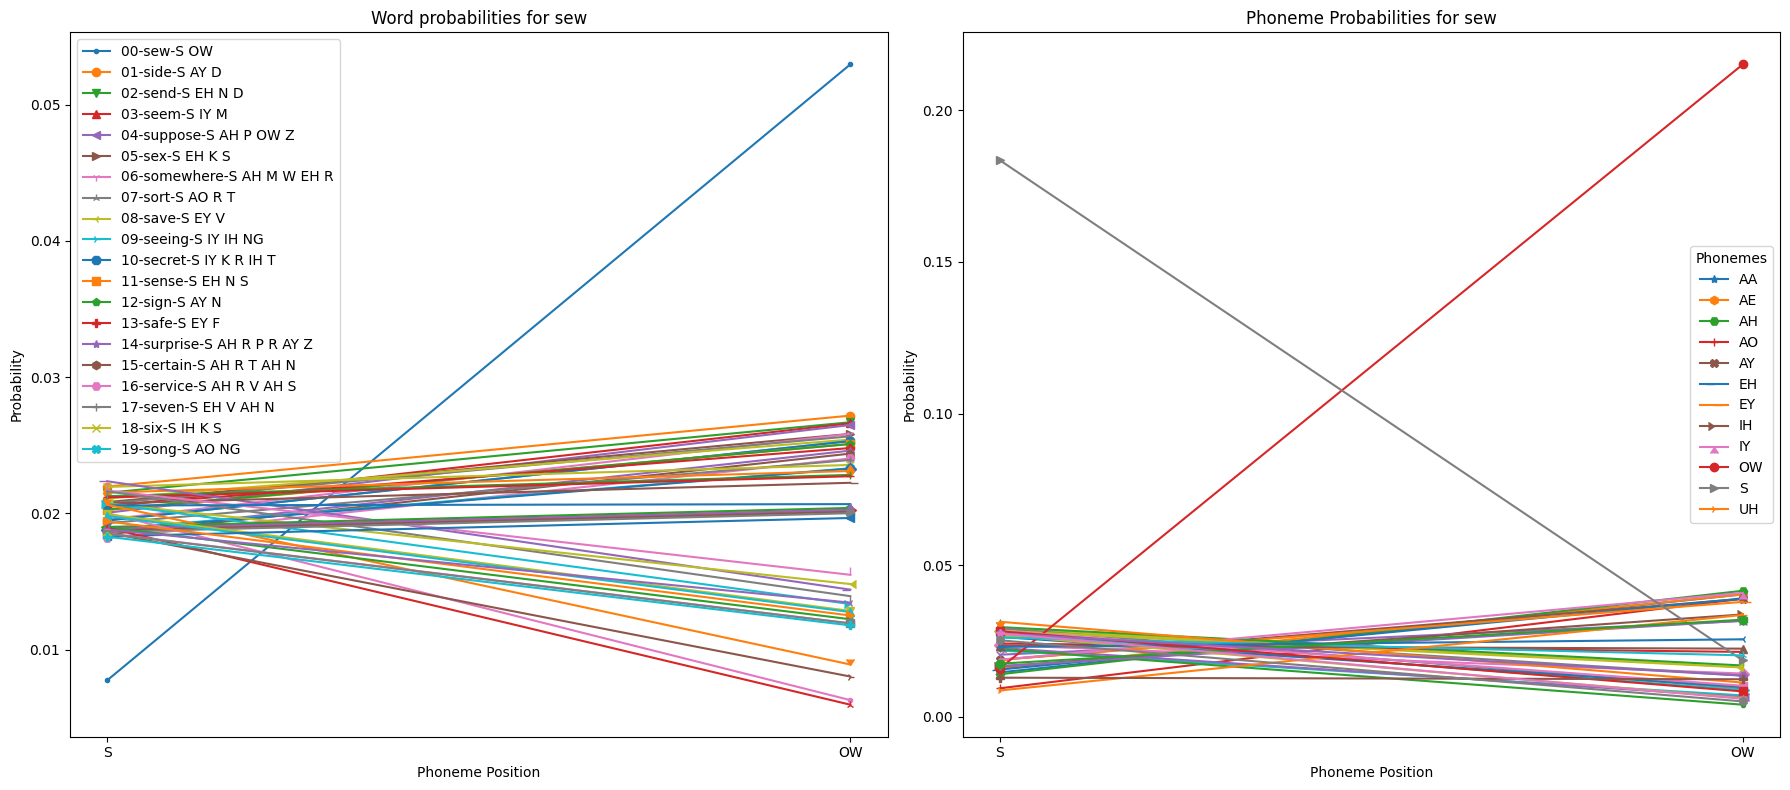 Word probabilities for sew
Probability
0.05
0.04
0.03
0.02
0.01
00-sew-S OW
01-side-S AY D
02-send-S EH N D
03-seem-S IY M
04-suppose-S AH P OW Z
05-sex-S EH K S
06-somewhere-S AH M W EH R
07-sort-S AO R T
08-save-S EY V
09-seeing-S IY IH NG
10-secret-S IY K R IH T
11-sense-S EH N S
12-sign-S AY N
13-safe-S EY F
14-surprise-S AH R P R AY Z
15-certain-S AH R T AH N
16-service-S AH R V AH S
17-seven-S EH V AH N
18-six-S IH K S
19-song-S AO NG
S
OW
Phoneme Position
Phoneme Probabilities for sew
Probability
0.20
0.15
0.10
0.05
0.00
Phonemes
AA
AE
AH
AO
AY
EH
EY
IH
IY
OW
S
UH
S
OW
Phoneme Position